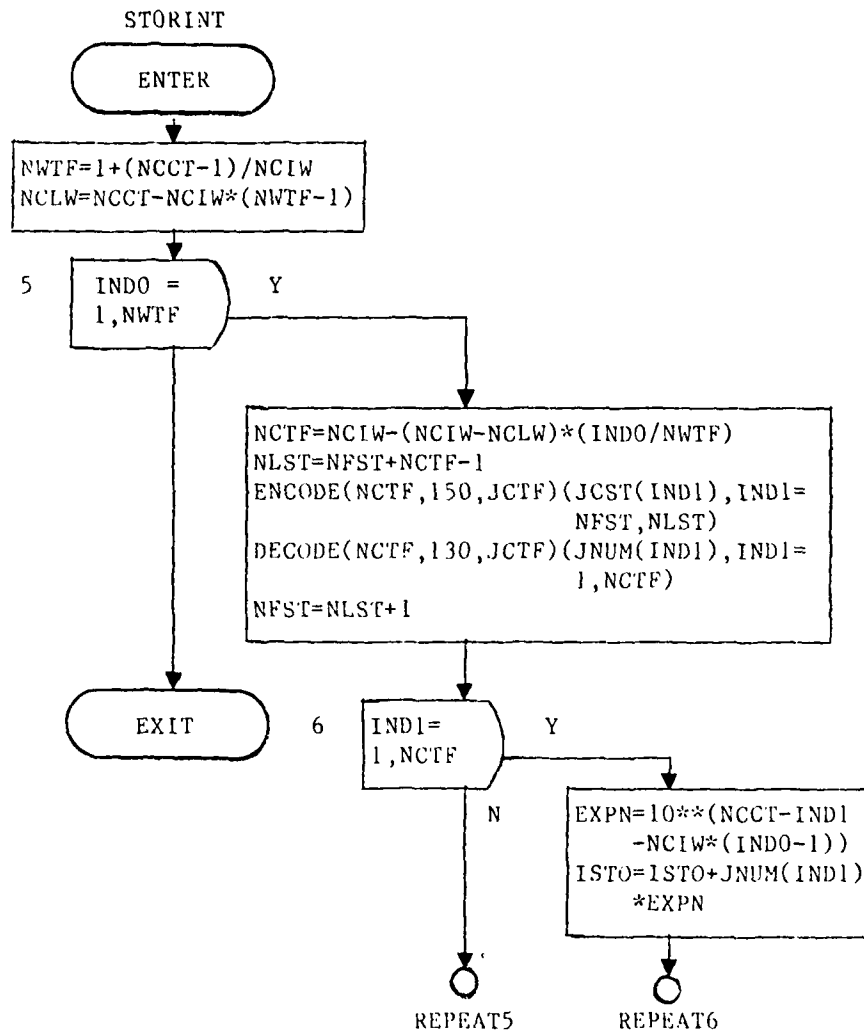 STORINT
ENTER
NWTF=1+(NCCT-1)/NCIW
NCLW=NCCT-NCIW*(NWTF-1)
5
INDO =
1,NWTF
Y
NCTF=NCIW-(NCIW-NCLW)*(INDO/NWTF)
NLST=NFST+NCTF-1
ENCODE(NCTF,150,JCTF)(JCST(IND1),IND1=
NFST,NLST)
DECODE(NCTF,130,JCTF)(JNUM(IND1),IND1=
1,NCTF)
NFST=NLST+1
EXIT
6
IND1=
1,NCTF
Y
N
EXPN=10**(NCCT-IND1
-NCIW*(INDO-1))
ISTO=ISTO+JNUM(IND1)
*EXPN
REPEAT5
REPEAT6